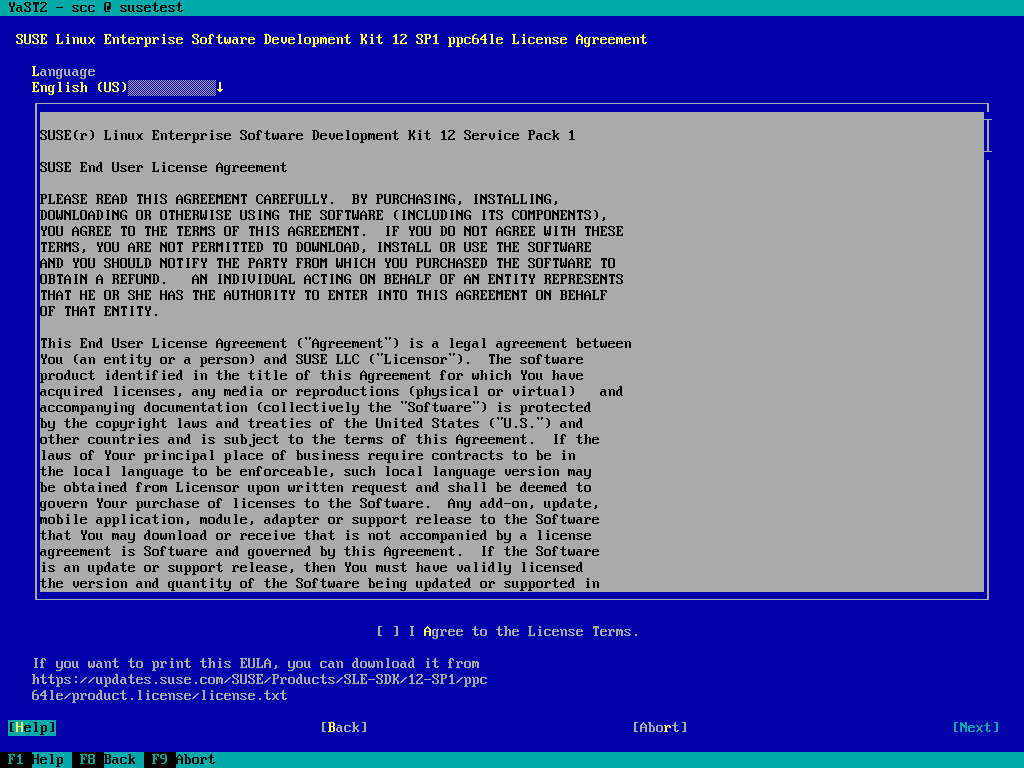 YaST2 - scc @ susetest
SUSE Linux Enterprise Software Development Kit 12 SP1 ppc64le License Agreement
Language
English (US)
SUSE(r) Linux Enterprise Software Development Kit 12 Service Pack 1
SUSE End User License Agreement
PLEASE READ THIS AGREEMENT CAREFULLY.  BY PURCHASING, INSTALLING,
DOWNLOADING OR OTHERWISE USING THE SOFTWARE (INCLUDING ITS COMPONENTS),
YOU AGREE TO THE TERMS OF THIS AGREEMENT.  IF YOU DO NOT AGREE WITH THESE
TERMS, YOU ARE NOT PERMITTED TO DOWNLOAD, INSTALL OR USE THE SOFTWARE
AND YOU SHOULD NOTIFY THE PARTY FROM WHICH YOU PURCHASED THE SOFTWARE TO
OBTAIN A REFUND.   AN INDIVIDUAL ACTING ON BEHALF OF AN ENTITY REPRESENTS
THAT HE OR SHE HAS THE AUTHORITY TO ENTER INTO THIS AGREEMENT ON BEHALF
OF THAT ENTITY.
This End User License Agreement ("Agreement") is a legal agreement between
You (an entity or a person) and SUSE LLC ("Licensor").  The software
product identified in the title of this Agreement for which You have
acquired licenses, any media or reproductions (physical or virtual)   and
accompanying documentation (collectively the "Software") is protected
by the copyright laws and treaties of the United States ("U.S.") and
other countries and is subject to the terms of this Agreement.  If the
laws of Your principal place of business require contracts to be in
the local language to be enforceable, such local language version may
be obtained from Licensor upon written request and shall be deemed to
govern Your purchase of licenses to the Software.  Any add-on, update,
mobile application, module, adapter or support release to the Software
that You may download or receive that is not accompanied by a license
agreement is Software and governed by this Agreement.  If the Software
is an update or support release, then You must have validly licensed
the version and quantity of the Software being updated or supported in
[ ] I Agree to the License Terms.
If you want to print this EULA, you can download it from
https://updates.suse.com/SUSE/Products/SLE-SDK/12-SP1/ppc
64le/product.license/license.txt
[Help] [Back] [Abort] [Next]
F1 Help F8 Back F9 Abort